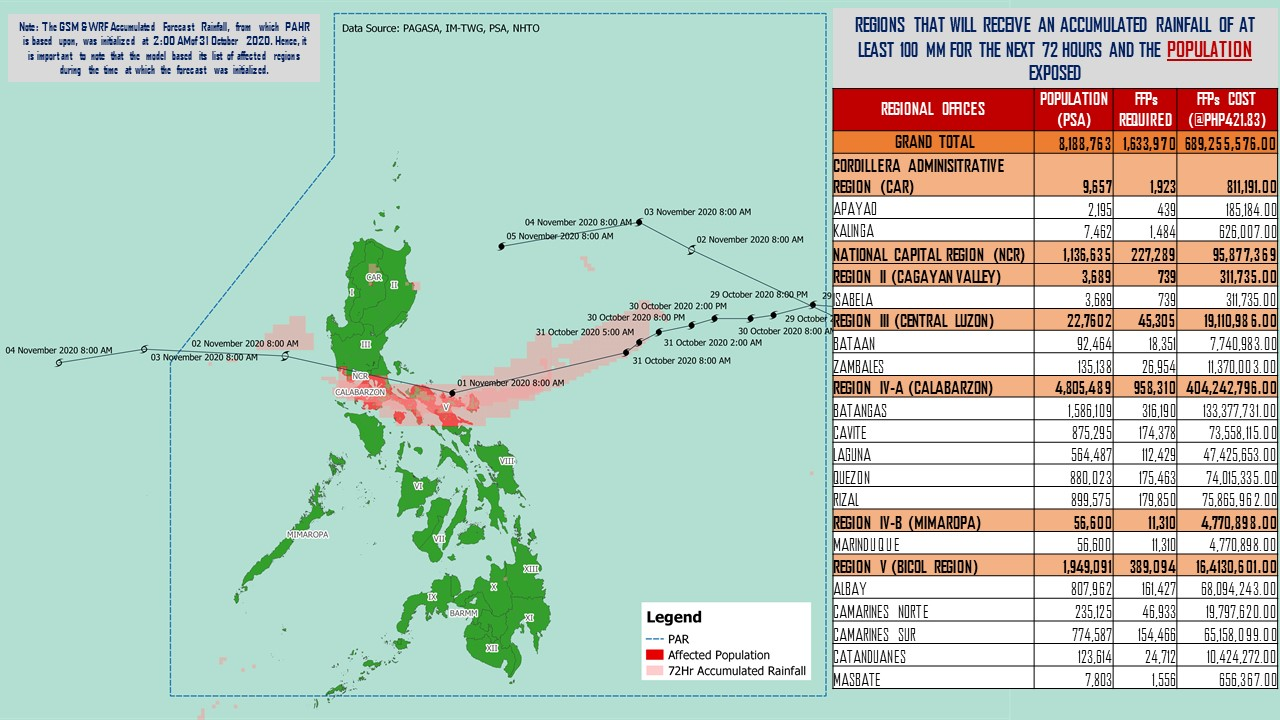 Note: The GSM & WRF Accumulated Forecast Rainfall, from which PAHR
is based upon, was initialized at 2:00 AM of 31 October 2020. Hence, it
is important to note that the model based its list of affected regions
during the time at which the forecast was initialized.
Data Source: PAGASA, IM-TWG, PSA, NHTO
REGIONS THAT WILL RECEIVE AN ACCUMULATED RAINFALL OF AT
LEAST 100 MM FOR THE NEXT 72 HOURS AND THE POPULATION
EXPOSED
REGIONAL OFFICES POPULATION (PSA) FFPs REQUIRED FFPs COST (@PHP421.83)
GRAND TOTAL 8,188,763 1,633,970 689,255,576.00
CORDILLERA ADMINISITRATIVE
REGION (CAR) 9,657 1,923 811,191.00
APAYAO 2,195 439 185,184.00
KALINGA 7,462 1,484 626,007.00
NATIONAL CAPITAL REGION (NCR) 1,136,635 227,289 95,877,369
REGION II (CAGAYAN VALLEY) 3,689 739 311,735.00
ISABELA 3,689 739 311,735.00
REGION III (CENTRAL LUZON) 22,7602 45,305 19,110,986.00
BATAAN 92,464 18,351 7,740,983.00
ZAMBALES 135,138 26,954 11,370,003.00
REGION IV-A (CALABARZON) 4,805,489 958,310 404,242,796.00
BATANGAS 1,586,109 316,190 133,377,731.00
CAVITE 875,295 174,378 73,558,115.00
LAGUNA 564,487 112,429 47,425,653.00
QUEZON 880,023 175,463 74,015,335.00
RIZAL 899,575 179,850 75,865,962.00
REGION IV-B (MIMAROPA) 56,600 11,310 4,770,898.00
MARINDUQUE 56,600 11,310 4,770,898.00
REGION V (BICOL REGION) 1,949,091 389,094 16,4130,601.00
ALBAY 807,962 161,427 68,094,243.00
CAMARINES NORTE 235,125 46,933 19,797,620.00
CAMARINES SUR 774,587 154,466 65,158,099.00
CATANDUANES 123,614 24,712 10,424,272.00
MASBATE 7,803 1,556 656,367.00
03 November 2020 8:00 AM
04 November 2020 8:00 AM
05 November 2020 8:00 AM
02 November 2020 8:00 AM
29 October 2020 8:00 PM
29
30 October 2020 2:00 PM
30 October 2020 8:00 PM
29 October 2
30 October 2020 8:00 AM
31 October 2020 5:00 AM
31 October 2020 2:00 AM
31 October 2020 8:00 AM
01 November 2020 8:00 AM
02 November 2020 8:00 AM
03 November 2020 8:00 AM
04 November 2020 8:00 AM
CAR
I
II
III
NCR
CALABARZON
V
VIII
VI
VII
MIMAROPA
XIII
X
IX
BARMM
XI
XII
Legend
PAR
Affected Population
72Hr Accumulated Rainfall